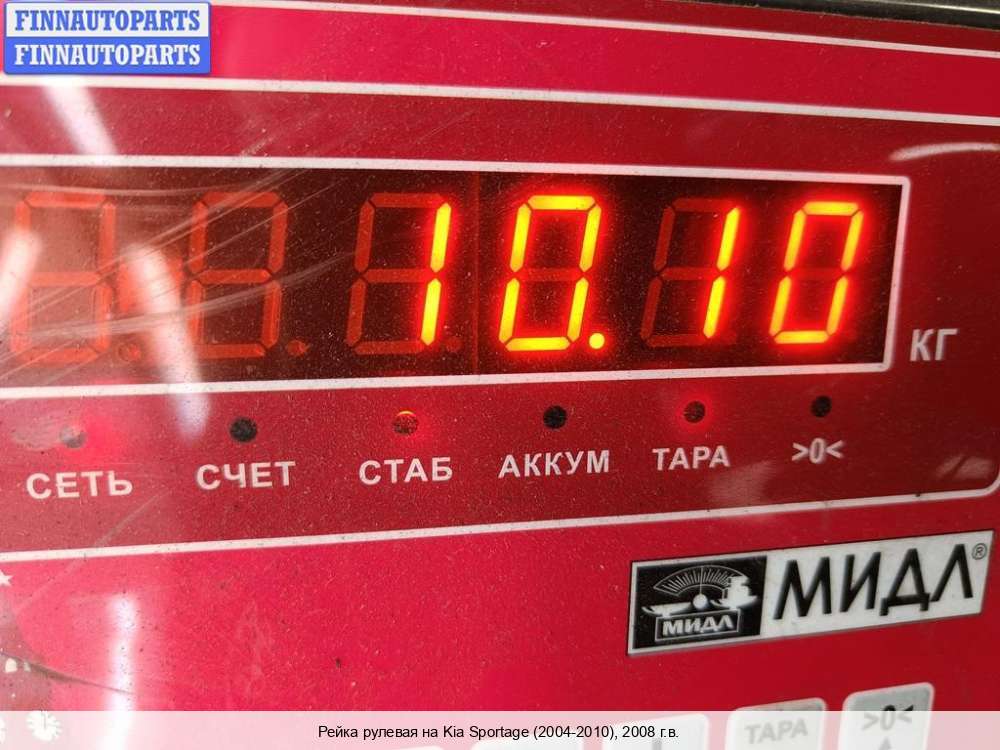 FINNAUTOPARTS
FINNAUTOPARTS
10.10
КГ
СЕТЬ СЧЕТ СТАБ АККУМ ТАРА >0<
МИДЛ
МИДЛ®
ТАРА >0<
Рейка рулевая на Kia Sportage (2004-2010), 2008 г.в.